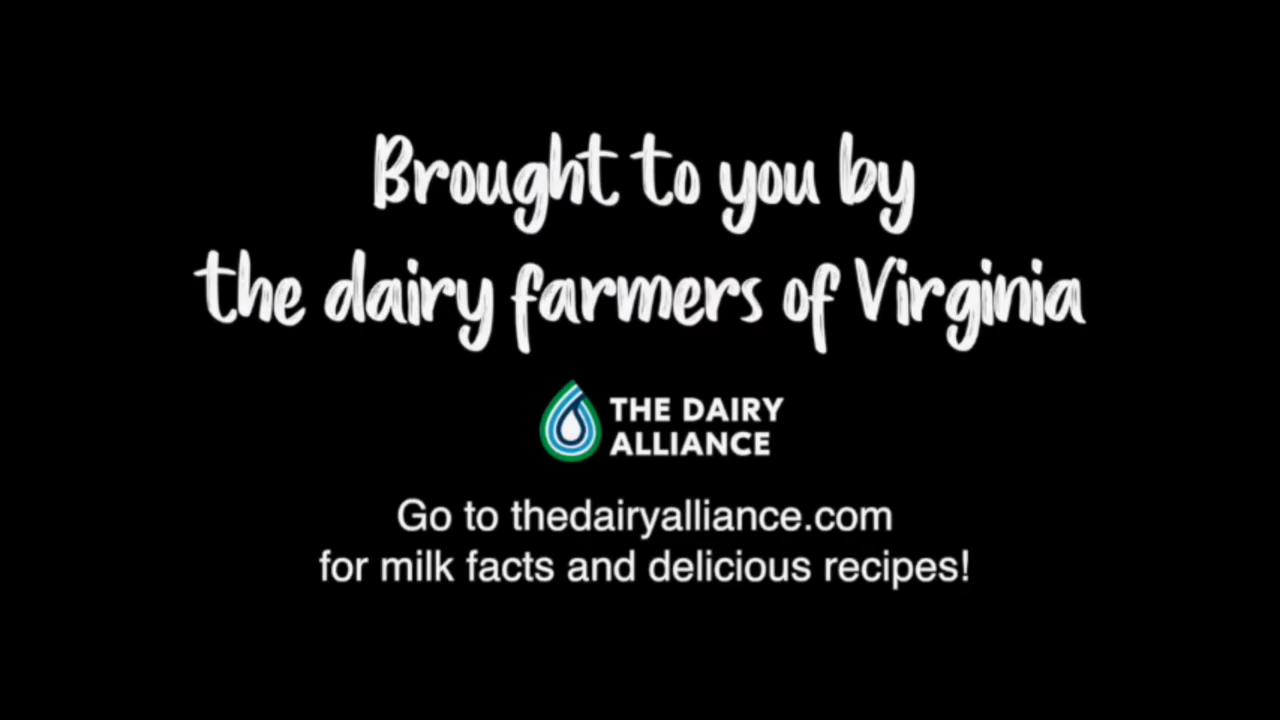 Brought to you by
the dairy farmers of Virginia
THE DAIRY
ALLIANCE
Go to thedairyalliance.com
for milk facts and delicious recipes!